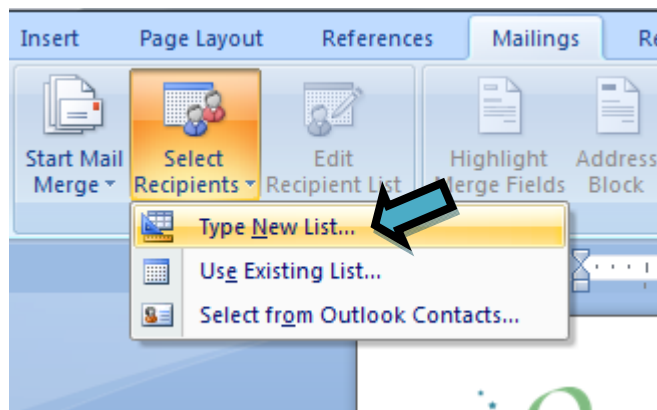 Insert Page Layout References Mailings Re
Start Mail Merge
Select Recipients
Edit Recipient List
Highlight Merge Fields
Address Block
Type New List...
Use Existing List...
Select from Outlook Contacts...